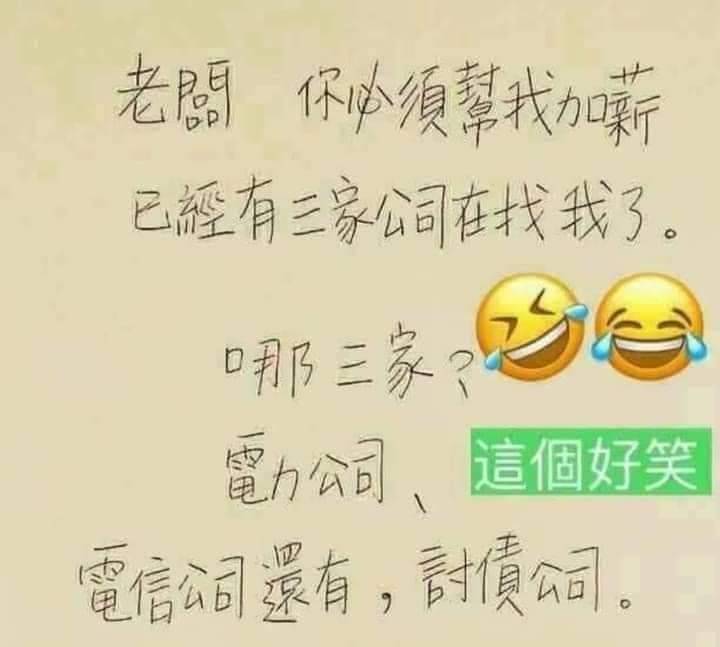 老闆 你必須幫我加薪
已經有三家公司在找我了。
哪三家?
電力公司、
這個好笑
電信公司還有，討債公司。